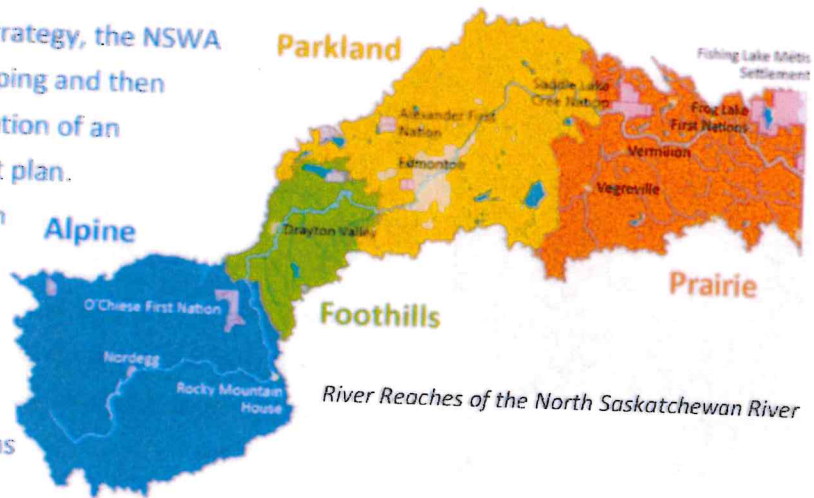 rategy, the NSWA
ping and then
tion of an
t plan.
Parkland
Fishing Lake Métis
Settlement
Saddle Lake
Cree Nation
Alexander First
Nation
Frog Lake
First Nations
Edmonton
Vermilion
Vegreville
Alpine
Drayton Valley
Prairie
O'Chiese First Nation
Foothills
Nordegg
Rocky Mountain
House
River Reaches of the North Saskatchewan River